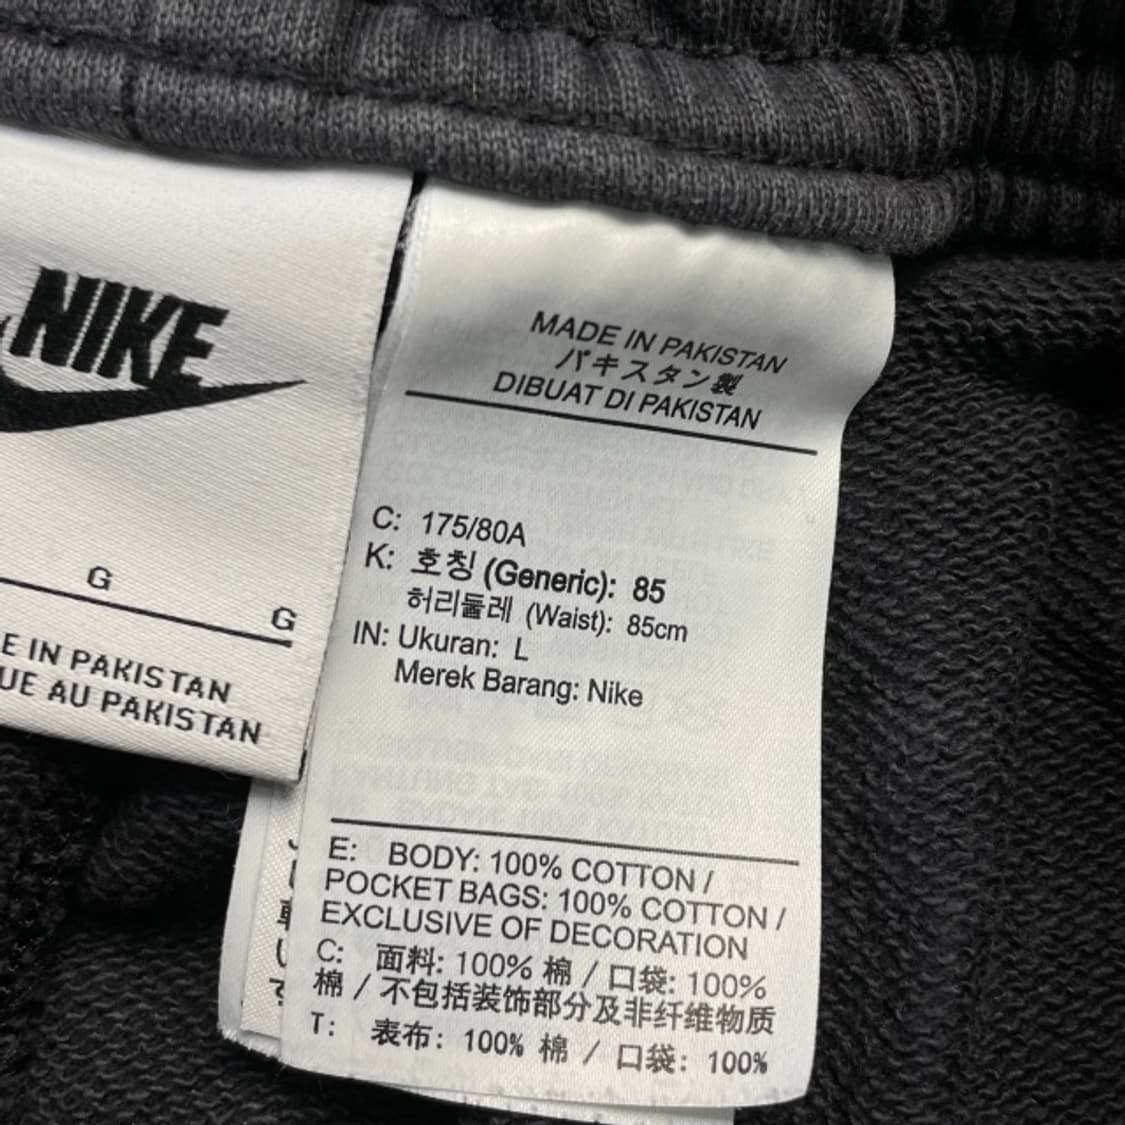 NIKE
G
G
E IN PAKISTAN
UE AU PAKISTAN
MADE IN PAKISTAN
パキスタン製
DIBUAT DI PAKISTAN
C: 175/80A
K: 호칭 (Generic): 85
허리둘레 (Waist): 85cm
IN: Ukuran: L
Merek Barang: Nike
E: BODY: 100% COTTON /
POCKET BAGS: 100% COTTON /
EXCLUSIVE OF DECORATION
C: 面料: 100% 棉 / 口袋: 100%
棉 / 不包括装饰部分及非纤维物质
T: 表布: 100% 棉 / 口袋: 100%